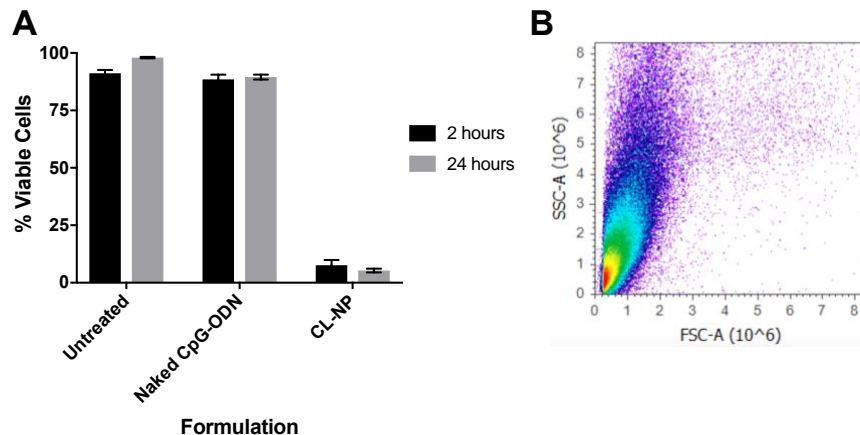 A
% Viable Cells
100
75
50
25
0
Untreated
Naked CpG-ODN
CL-NP
Formulation
2 hours
24 hours
B
SSC-A (10^6)
8
7
6
5
4
3
2
1
0
0 1 2 3 4 5 6 7 8
FSC-A (10^6)